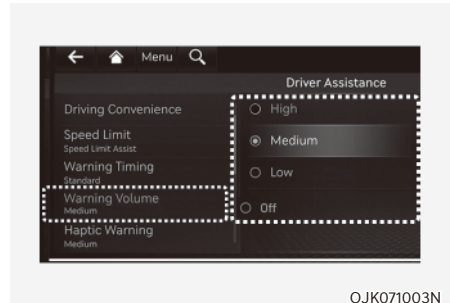 Menu
Driver Assistance
Driving Convenience
Speed Limit
Speed Limit Assist
Warning Timing
Standard
Warning Volume
Medium
Haptic Warning
Medium
High
Medium
Low
Off
OJK071003N